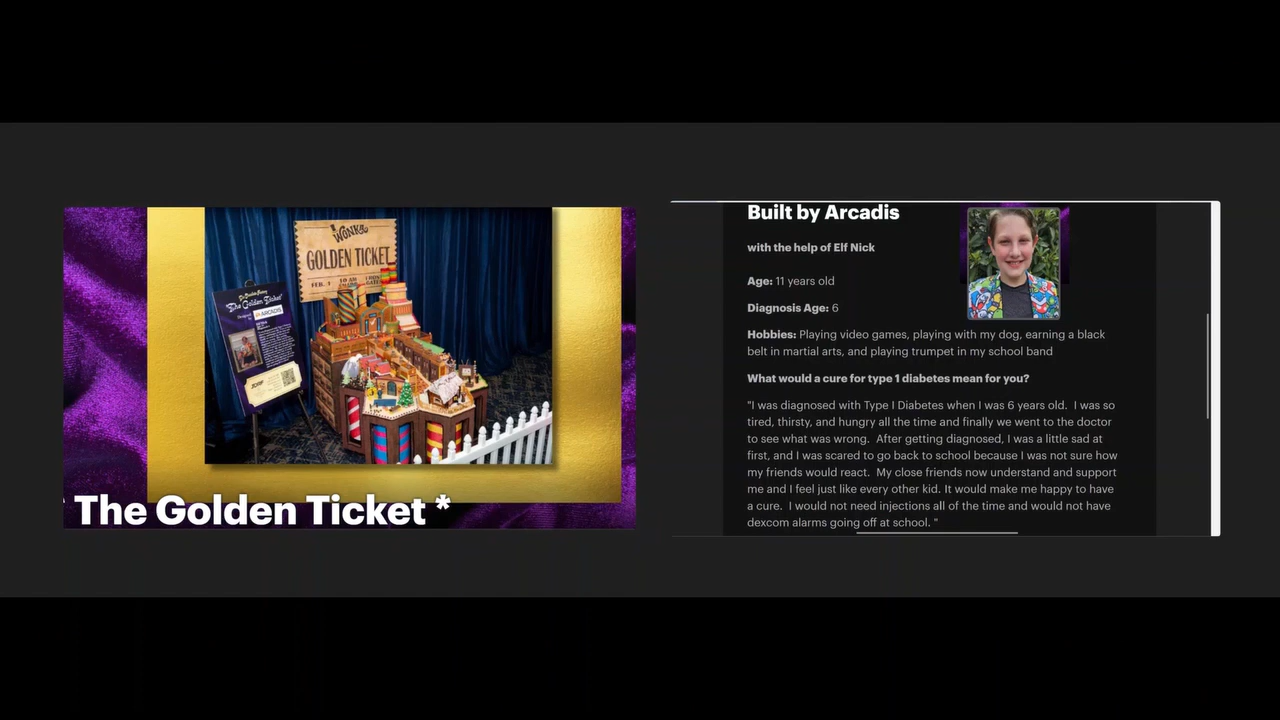 WONKA
GOLDEN TICKET
FEB. 1
The Golden Ticket
ARCADIS
JDRF
* The Golden Ticket *
Built by Arcadis
with the help of Elf Nick
Age: 11 years old
Diagnosis Age: 6
Hobbies: Playing video games, playing with my dog, earning a black
belt in martial arts, and playing trumpet in my school band
What would a cure for type 1 diabetes mean for you?
"I was diagnosed with Type I Diabetes when I was 6 years old.  I was so
tired, thirsty, and hungry all the time and finally we went to the doctor
to see what was wrong.  After getting diagnosed, I was a little sad at
first, and I was scared to go back to school because I was not sure how
my friends would react.  My close friends now understand and support
me and I feel just like every other kid. It would make me happy to have
a cure.  I would not need injections all of the time and would not have
dexcom alarms going off at school. "